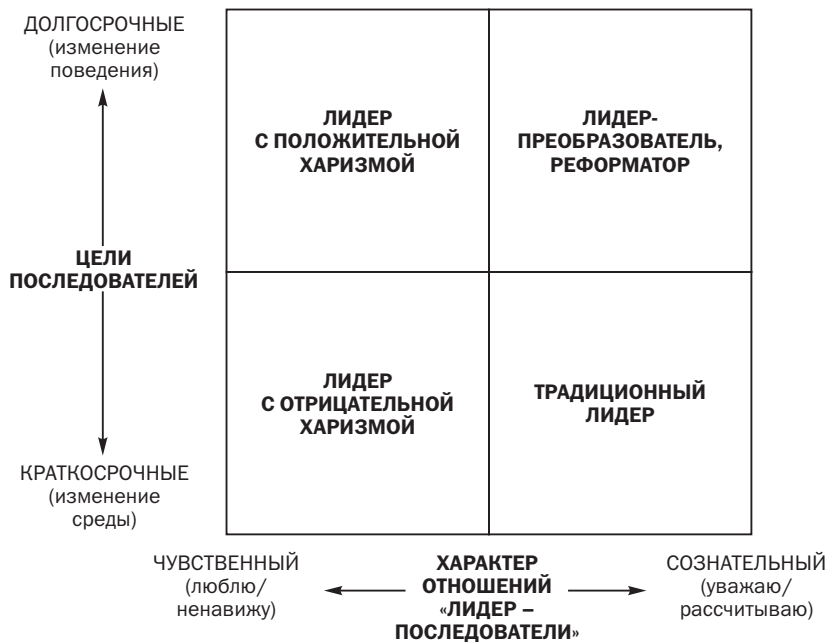 ДОЛГОСРОЧНЫЕ
(изменение
поведения)
ЛИДЕР
С ПОЛОЖИТЕЛЬНОЙ
ХАРИЗМОЙ
ЛИДЕР-
ПРЕОБРАЗОВАТЕЛЬ,
РЕФОРМАТОР
ЦЕЛИ
ПОСЛЕДОВАТЕЛЕЙ
ЛИДЕР
С ОТРИЦАТЕЛЬНОЙ
ХАРИЗМОЙ
ТРАДИЦИОННЫЙ
ЛИДЕР
КРАТКОСРОЧНЫЕ
(изменение
среды)
ЧУВСТВЕННЫЙ
(люблю/
ненавижу)
ХАРАКТЕР
ОТНОШЕНИЙ
«ЛИДЕР –
ПОСЛЕДОВАТЕЛИ»
СОЗНАТЕЛЬНЫЙ
(уважаю/
рассчитываю)